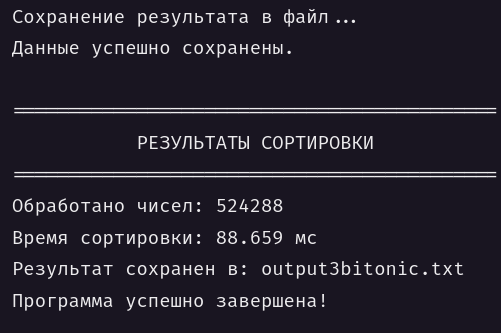 Сохранение результата в файл...
Данные успешно сохранены.
===========================================
РЕЗУЛЬТАТЫ СОРТИРОВКИ
===========================================
Обработано чисел: 524288
Время сортировки: 88.659 мс
Результат сохранен в: output3bitonic.txt
Программа успешно завершена!